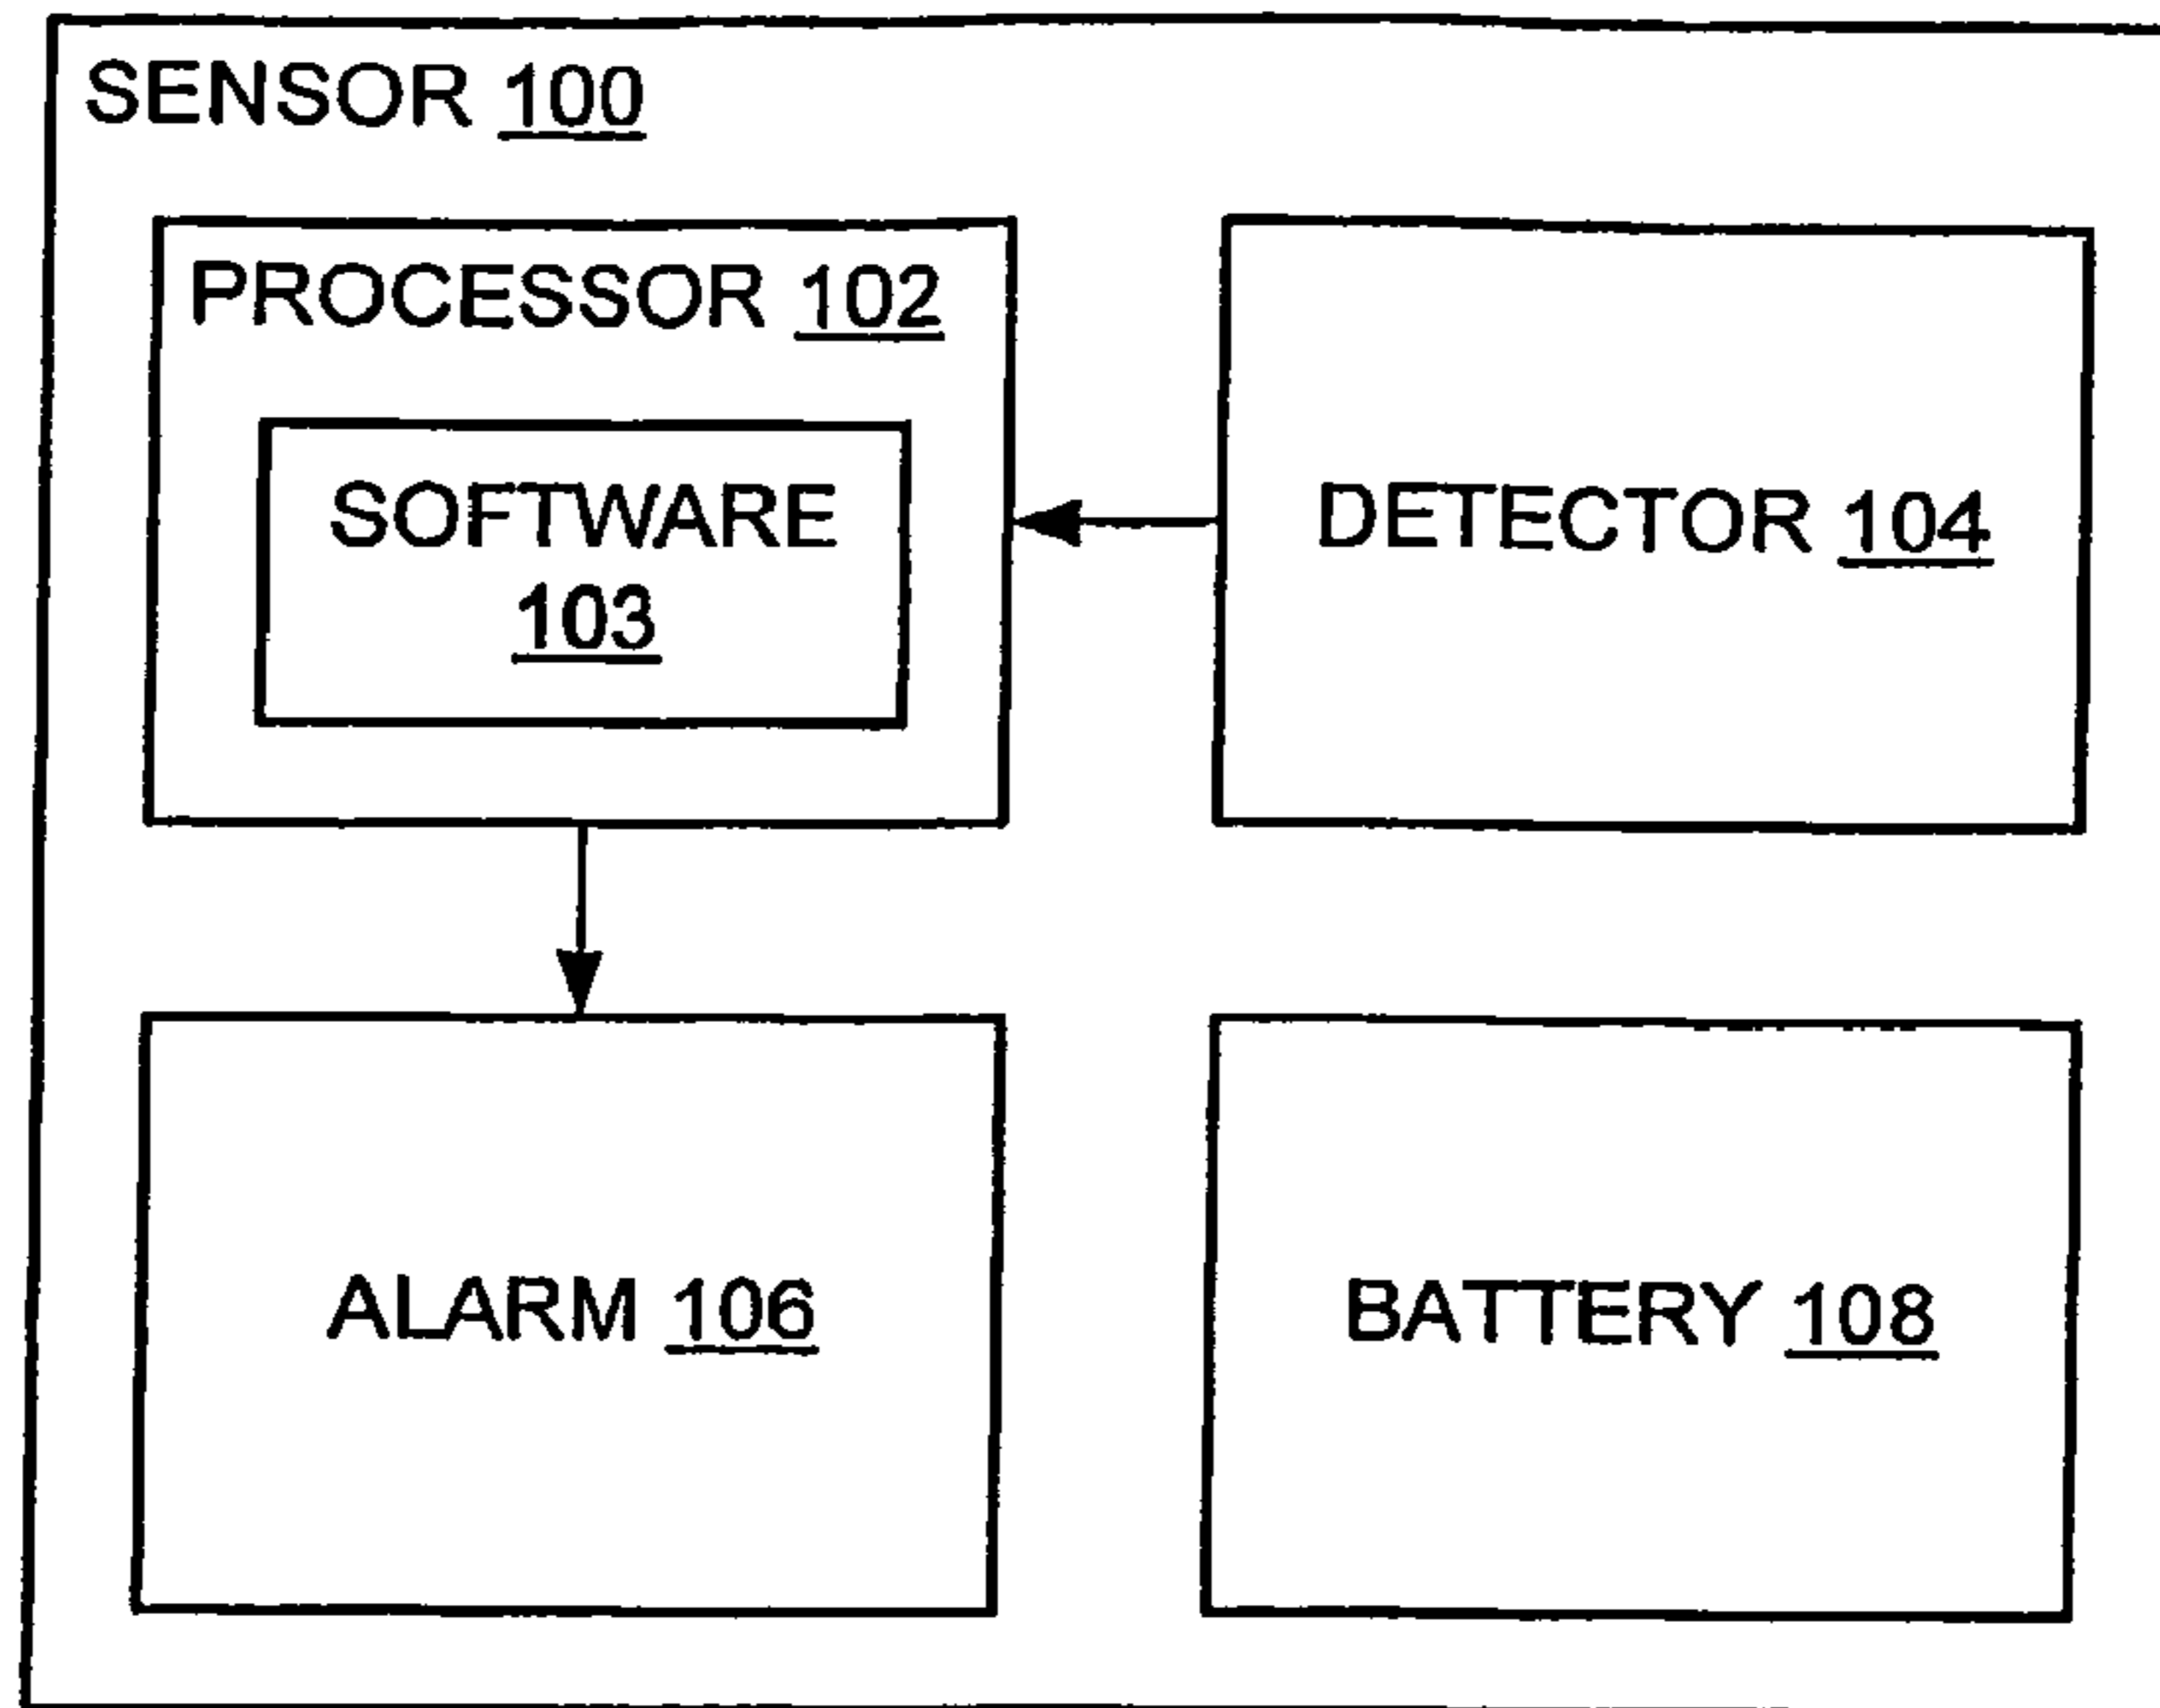 SENSOR 100
PROCESSOR 102
SOFTWARE
103
DETECTOR 104
ALARM 106
BATTERY 108